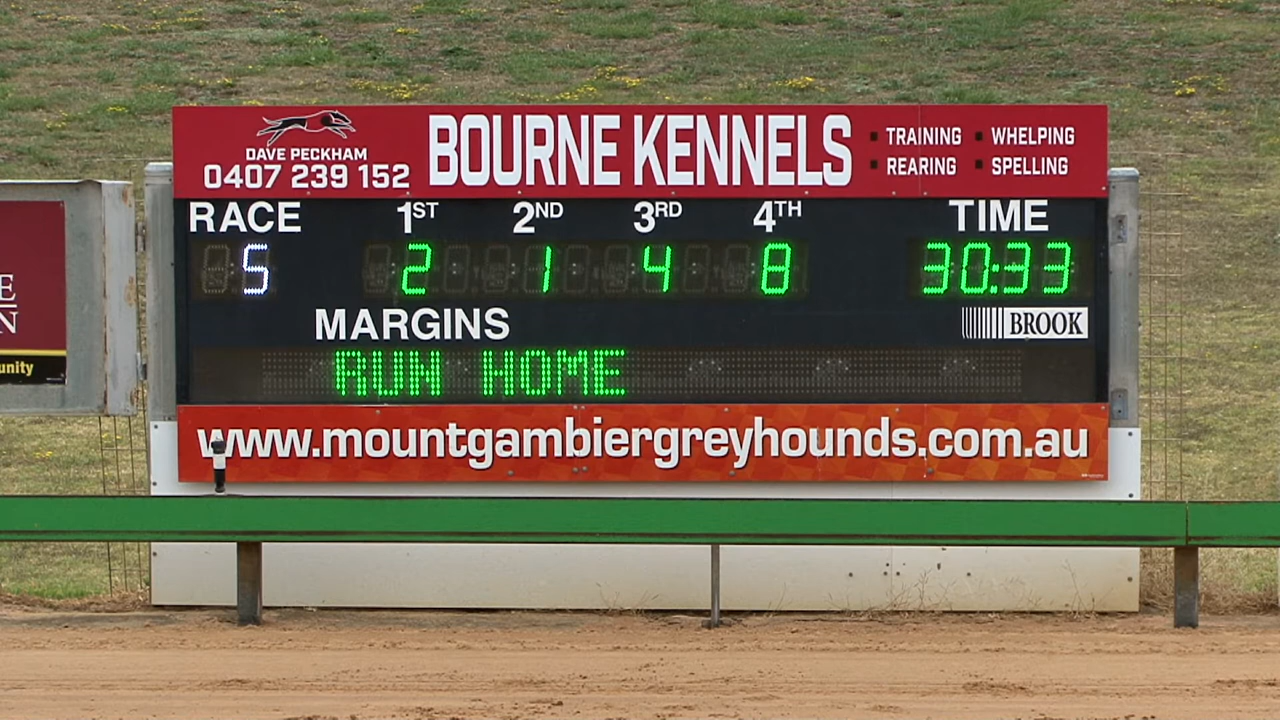 BOURNE KENNELS
DAVE PECKHAM
0407 239 152
▪ TRAINING ▪ WHELPING
▪ REARING ▪ SPELLING
RACE 1ST 2ND 3RD 4TH TIME
5 2 1 4 8 30:33
MARGINS
BROOK
RUN HOME
www.mountgambiergreyhounds.com.au
E
N
unity